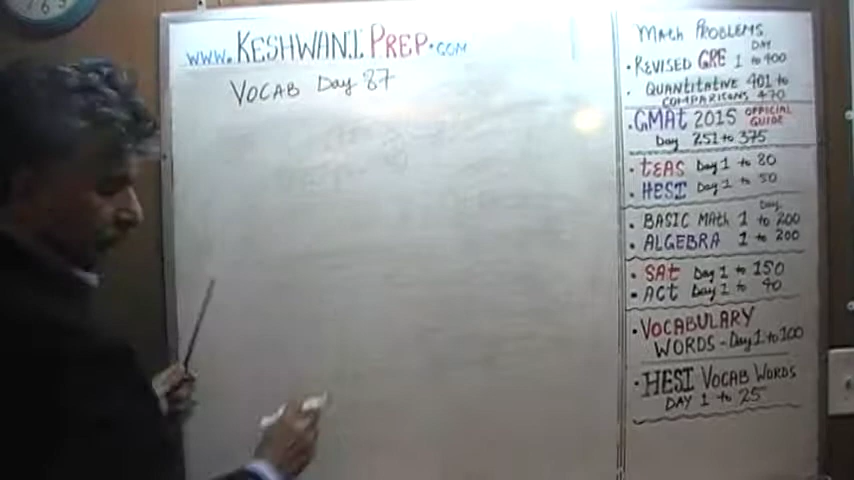 www.KESHWANIPREP.COM
VOCAB Day 87
Math PROBLEMS
DAY
• REVISED GRE 1 to 400
• QUANTITATIVE 401 to
COMPARISONS 470
• GMAt 2015 OFFICIAL GUIDE
Day 251 to 375
• tEAS Day 1 to 80
• HESI Day 1 to 50
Day
• BASIC MAth 1 to 200
• ALGEBRA 1 to 200
• SAt Day 1 to 150
• ACt Day 1 to 40
• VOCABULARY
WORDS - Day 1 to 100
• HESI VOCAB WORDS
DAY 1 to 25